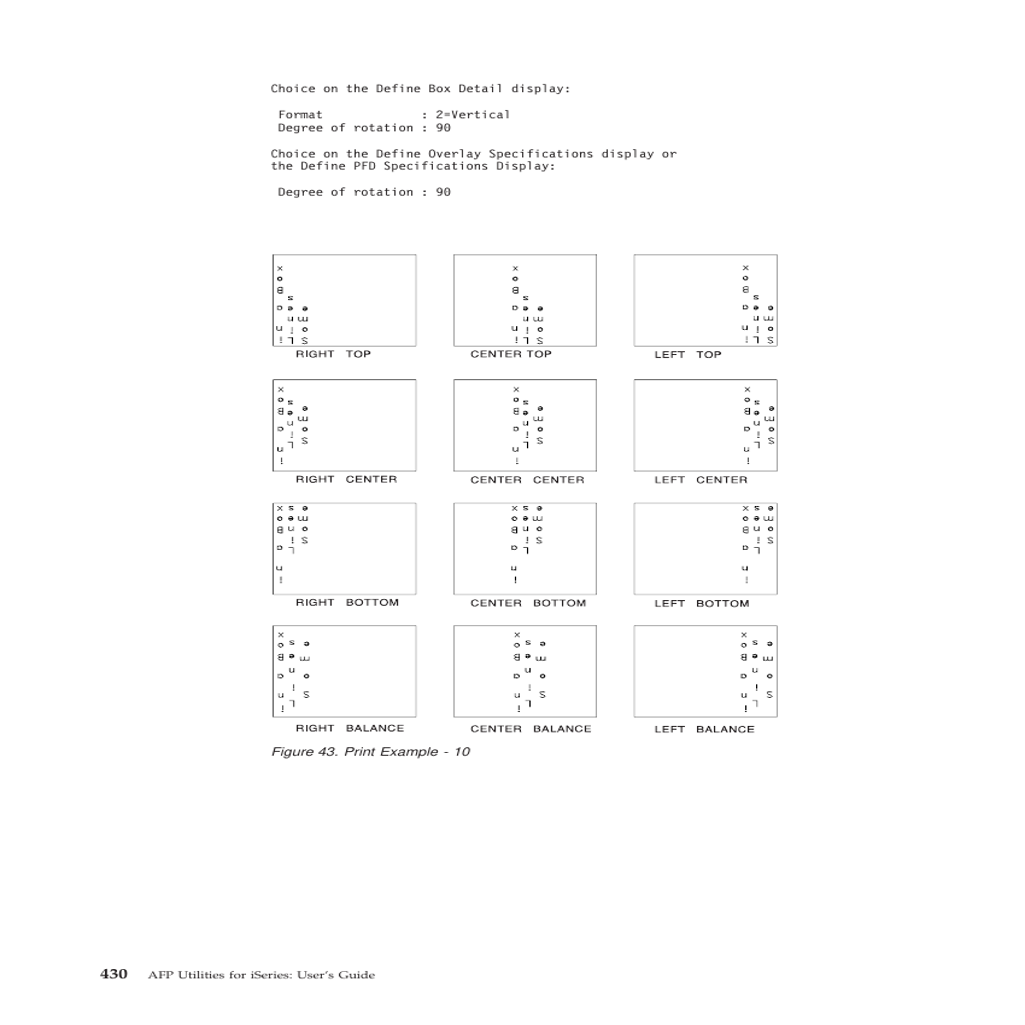 Choice on the Define Box Detail display:
Format : 2=Vertical
Degree of rotation : 90
Choice on the Define Overlay Specifications display or
the Define PFD Specifications Display:
Degree of rotation : 90
RIGHT TOP
CENTER TOP
LEFT TOP
RIGHT CENTER
CENTER CENTER
LEFT CENTER
RIGHT BOTTOM
CENTER BOTTOM
LEFT BOTTOM
RIGHT BALANCE
CENTER BALANCE
LEFT BALANCE
Figure 43. Print Example - 10
430 AFP Utilities for iSeries: User's Guide